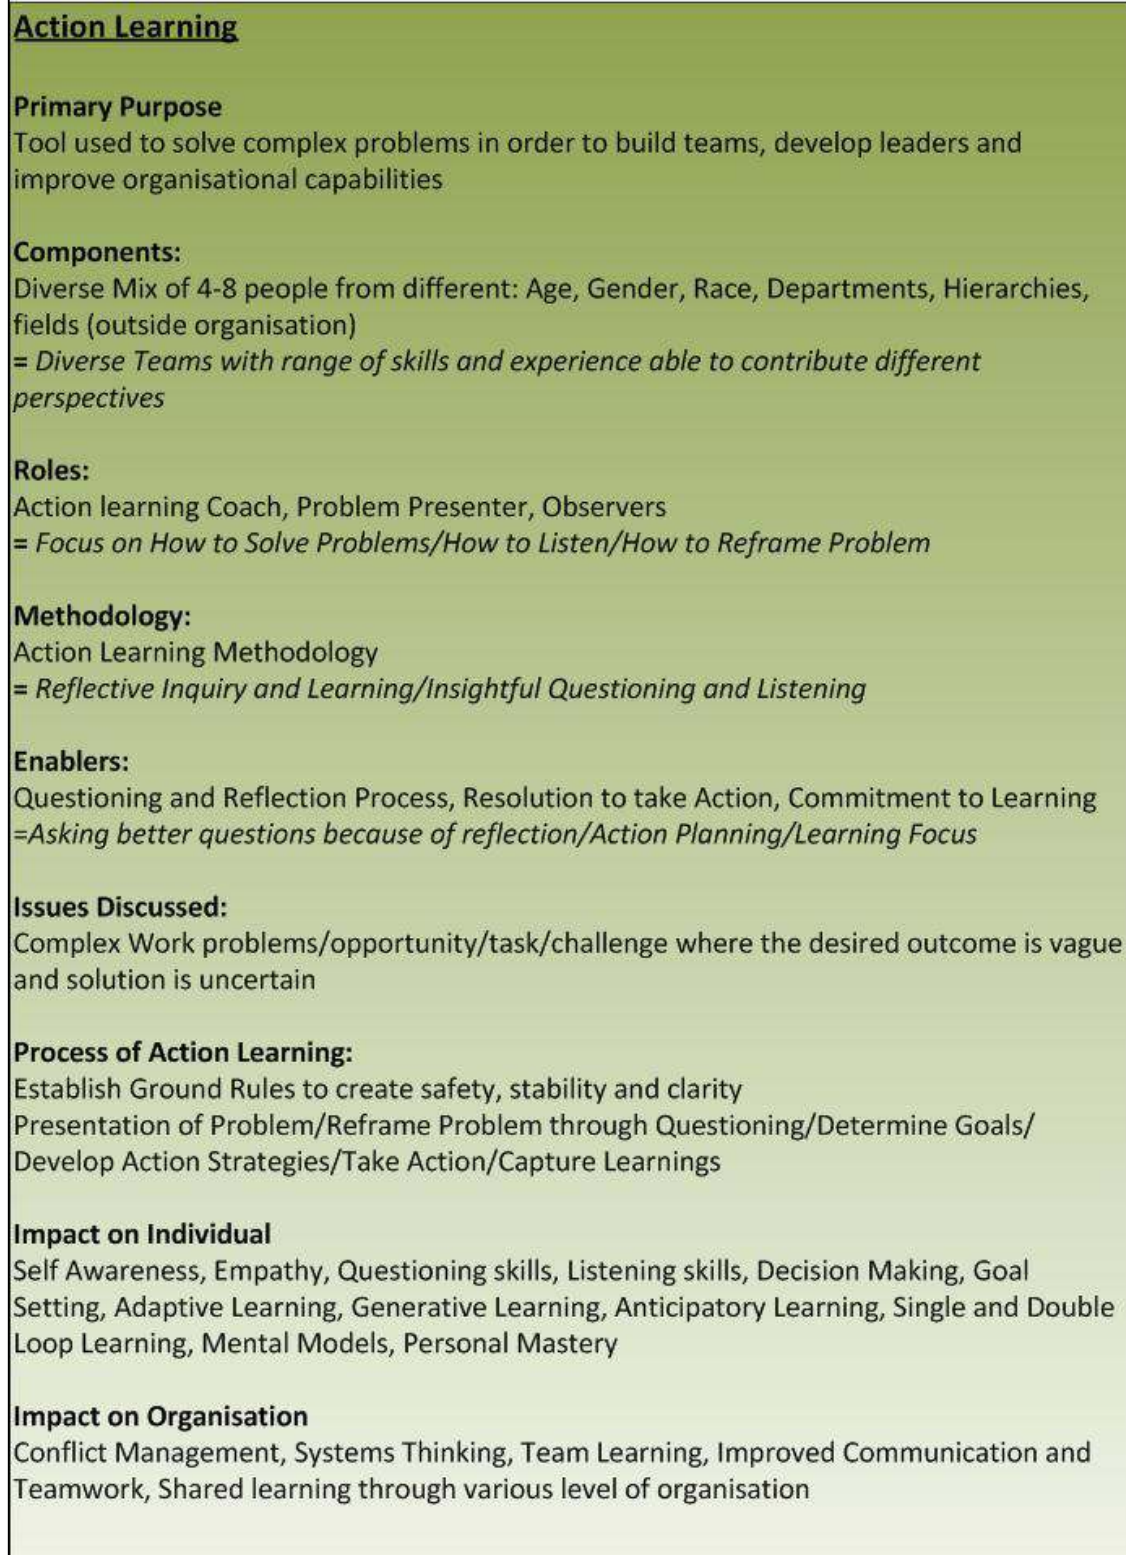 Action Learning
Primary Purpose
Tool used to solve complex problems in order to build teams, develop leaders and
improve organisational capabilities
Components:
Diverse Mix of 4-8 people from different: Age, Gender, Race, Departments, Hierarchies,
fields (outside organisation)
= Diverse Teams with range of skills and experience able to contribute different
perspectives
Roles:
Action learning Coach, Problem Presenter, Observers
= Focus on How to Solve Problems/How to Listen/How to Reframe Problem
Methodology:
Action Learning Methodology
= Reflective Inquiry and Learning/Insightful Questioning and Listening
Enablers:
Questioning and Reflection Process, Resolution to take Action, Commitment to Learning
=Asking better questions because of reflection/Action Planning/Learning Focus
Issues Discussed:
Complex Work problems/opportunity/task/challenge where the desired outcome is vague
and solution is uncertain
Process of Action Learning:
Establish Ground Rules to create safety, stability and clarity
Presentation of Problem/Reframe Problem through Questioning/Determine Goals/
Develop Action Strategies/Take Action/Capture Learnings
Impact on Individual
Self Awareness, Empathy, Questioning skills, Listening skills, Decision Making, Goal
Setting, Adaptive Learning, Generative Learning, Anticipatory Learning, Single and Double
Loop Learning, Mental Models, Personal Mastery
Impact on Organisation
Conflict Management, Systems Thinking, Team Learning, Improved Communication and
Teamwork, Shared learning through various level of organisation